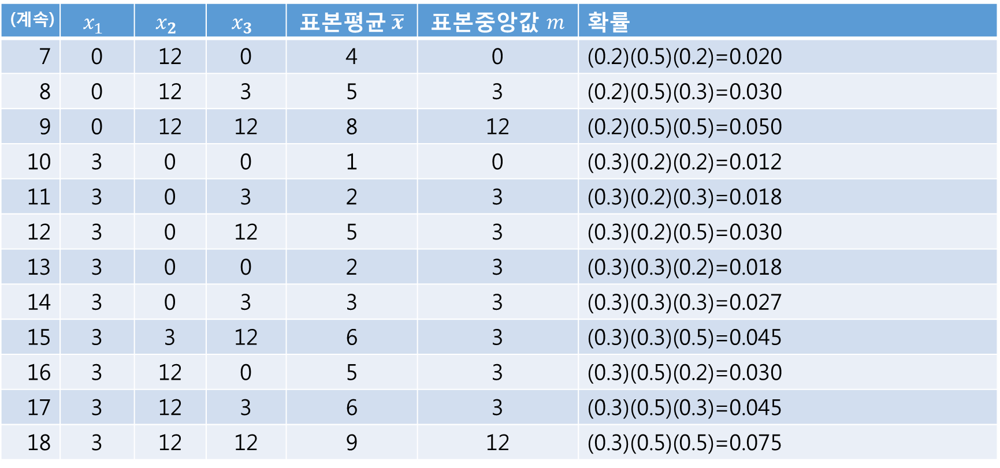 (계속) x₁ x₂ x₃ 표본평균 x̅ 표본중앙값 m 확률
7 0 12 0 4 0 (0.2)(0.5)(0.2)=0.020
8 0 12 3 5 3 (0.2)(0.5)(0.3)=0.030
9 0 12 12 8 12 (0.2)(0.5)(0.5)=0.050
10 3 0 0 1 0 (0.3)(0.2)(0.2)=0.012
11 3 0 3 2 3 (0.3)(0.2)(0.3)=0.018
12 3 0 12 5 3 (0.3)(0.2)(0.5)=0.030
13 3 0 0 2 3 (0.3)(0.3)(0.2)=0.018
14 3 0 3 3 3 (0.3)(0.3)(0.3)=0.027
15 3 3 12 6 3 (0.3)(0.3)(0.5)=0.045
16 3 12 0 5 3 (0.3)(0.5)(0.2)=0.030
17 3 12 3 6 3 (0.3)(0.5)(0.3)=0.045
18 3 12 12 9 12 (0.3)(0.5)(0.5)=0.075